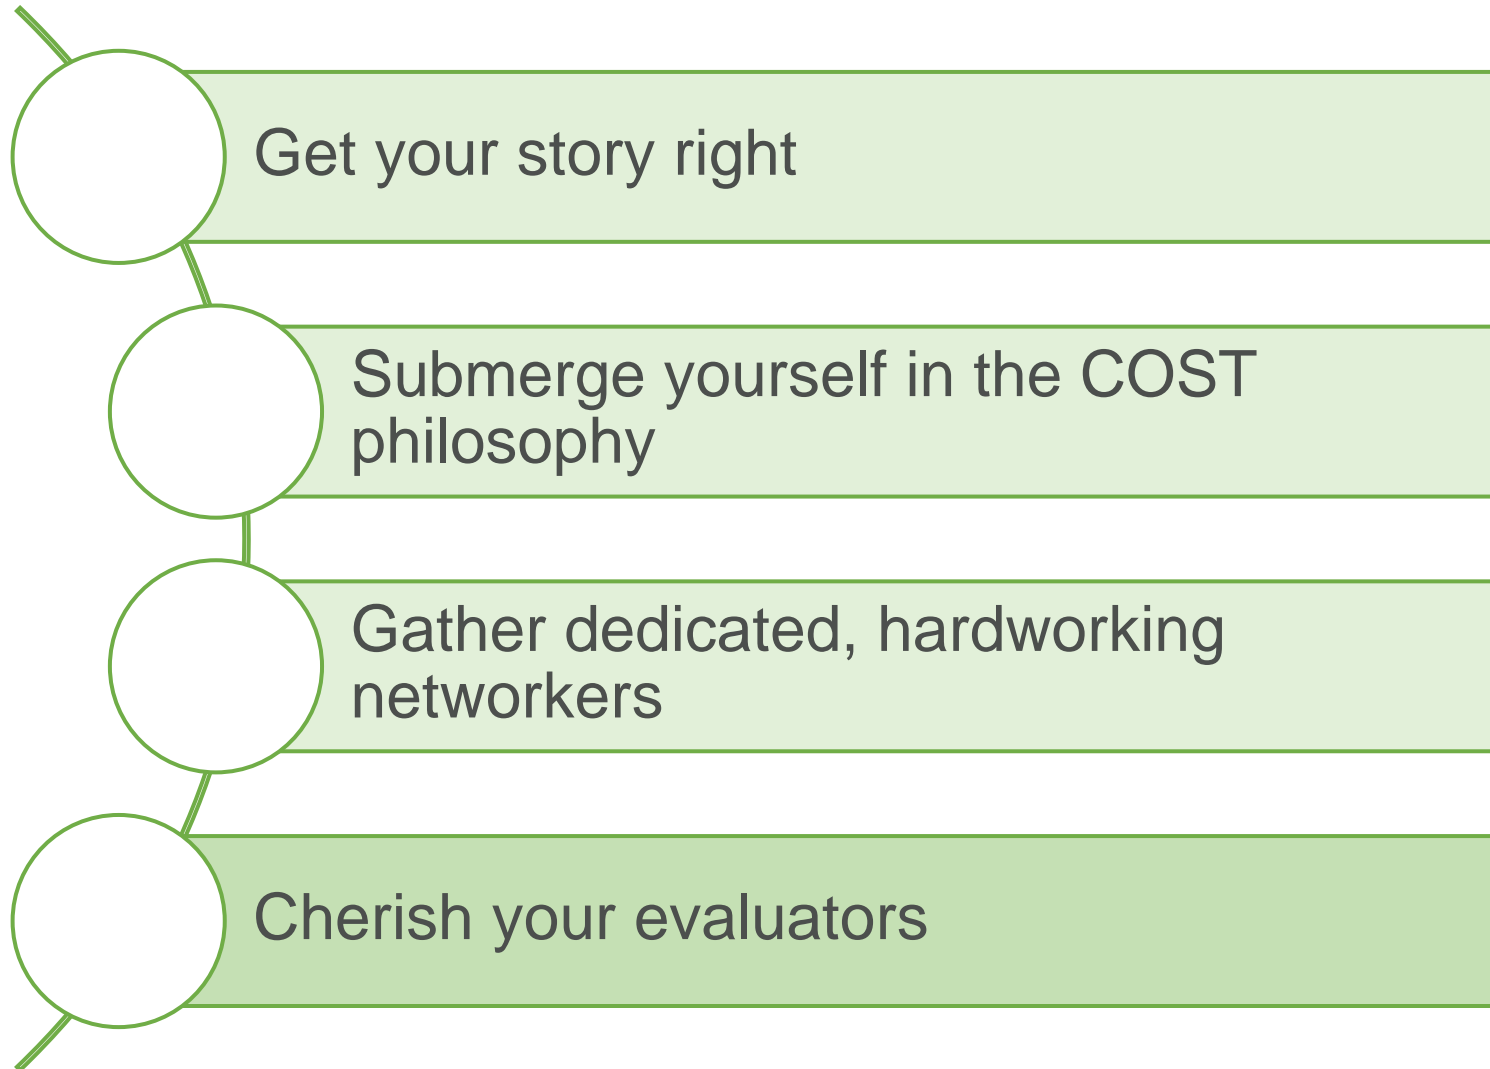 Get your story right
Submerge yourself in the COST
philosophy
Gather dedicated, hardworking
networkers
Cherish your evaluators